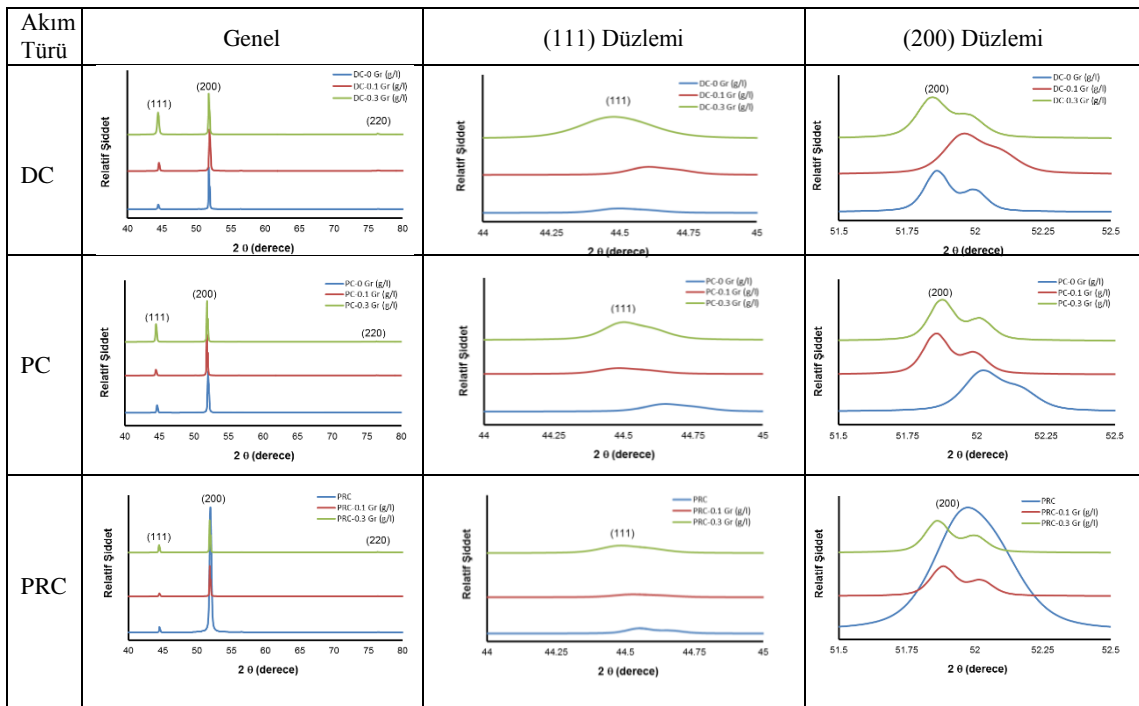 Akım
Türü
Genel
(111) Düzlemi
(200) Düzlemi
DC
Relatif Şiddet
(111)
(200)
(220)
DC-0 Gr (g/l)
DC-0.1 Gr (g/l)
DC-0.3 Gr (g/l)
40 45 50 55 60 65 70 75 80
2 θ (derece)
Relatif Şiddet
(111)
DC-0 Gr (g/l)
DC-0.1 Gr (g/l)
DC-0.3 Gr (g/l)
44 44.25 44.5 44.75 45
2 θ (derece)
Relatif Şiddet
(200)
DC-0 Gr (g/l)
DC-0.1 Gr (g/l)
DC-0.3 Gr (g/l)
51.5 51.75 52 52.25 52.5
2 θ (derece)
PC
Relatif Şiddet
(111)
(200)
(220)
PC-0 Gr (g/l)
PC-0.1 Gr (g/l)
PC-0.3 Gr (g/l)
40 45 50 55 60 65 70 75 80
2 θ (derece)
Relatif Şiddet
(111)
PC-0 Gr (g/l)
PC-0.1 Gr (g/l)
PC-0.3 Gr (g/l)
44 44.25 44.5 44.75 45
2 θ (derece)
Relatif Şiddet
(200)
PC-0 Gr (g/l)
PC-0.1 Gr (g/l)
PC-0.3 Gr (g/l)
51.5 51.75 52 52.25 52.5
2 θ (derece)
PRC
Relatif Şiddet
(111)
(200)
(220)
PRC
PRC-0.1 Gr (g/l)
PRC-0.3 Gr (g/l)
40 45 50 55 60 65 70 75 80
2 θ (derece)
Relatif Şiddet
(111)
PRC
PRC-0.1 Gr (g/l)
PRC-0.3 Gr (g/l)
44 44.25 44.5 44.75 45
2 θ (derece)
Relatif Şiddet
(200)
PRC
PRC-0.1 Gr (g/l)
PRC-0.3 Gr (g/l)
51.5 51.75 52 52.25 52.5
2 θ (derece)